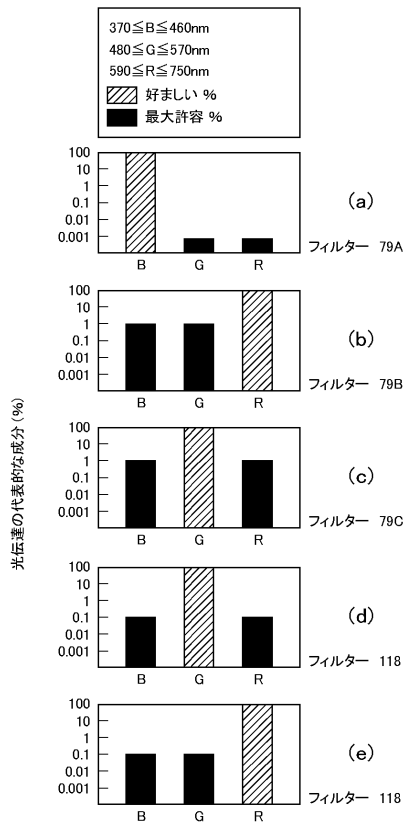 370≦B≦460nm
480≦G≦570nm
590≦R≦750nm
好ましい %
最大許容 %
光伝達の代表的な成分(%)
100
10
1
0.1
0.01
0.001
B G R
(a)
フィルター 79A
100
10
1
0.1
0.01
0.001
B G R
(b)
フィルター 79B
100
10
1
0.1
0.01
0.001
B G R
(c)
フィルター 79C
100
10
1
0.1
0.01
0.001
B G R
(d)
フィルター 118
100
10
1
0.1
0.01
0.001
B G R
(e)
フィルター 118